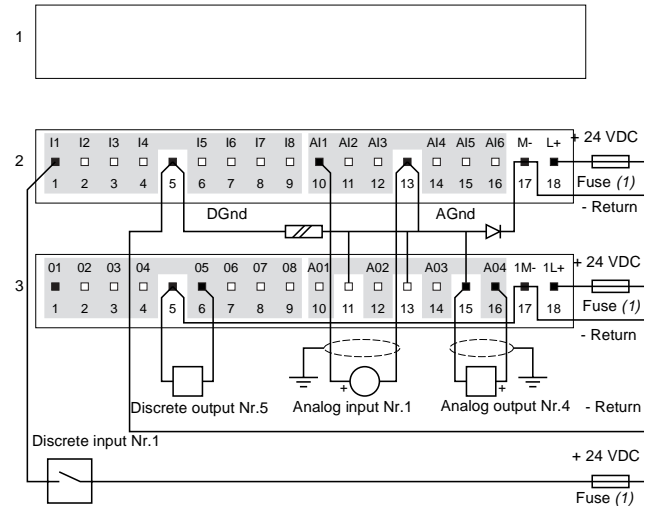 1
I1 I2 I3 I4 I5 I6 I7 I8 AI1 AI2 AI3 AI4 AI5 AI6 M- L+ + 24 VDC
2
1 2 3 4 5 6 7 8 9 10 11 12 13 14 15 16 17 18 Fuse (1)
DGnd AGnd - Return
01 02 03 04 05 06 07 08 A01 A02 A03 A04 1M- 1L+ + 24 VDC
3
1 2 3 4 5 6 7 8 9 10 11 12 13 14 15 16 17 18 Fuse (1)
- Return
+ +
Discrete output Nr.5 Analog input Nr.1 Analog output Nr.4 - Return
Discrete input Nr.1
+ 24 VDC
Fuse (1)